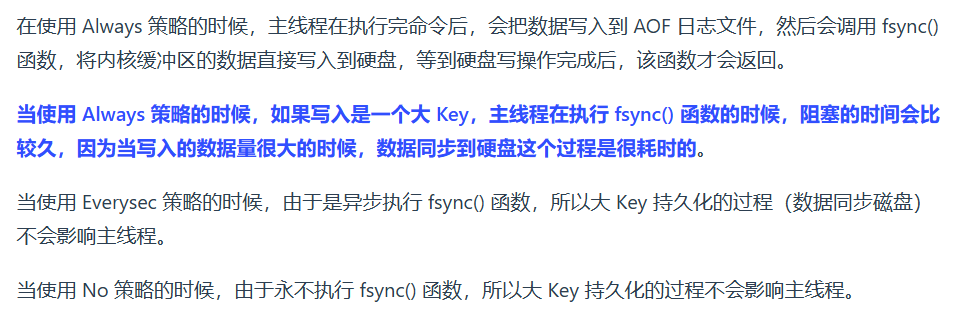 在使用 Always 策略的时候，主线程在执行完命令后，会把数据写入到 AOF 日志文件，然后会调用 fsync()
函数，将内核缓冲区的数据直接写入到硬盘，等到硬盘写操作完成后，该函数才会返回。
当使用 Always 策略的时候，如果写入是一个大 Key，主线程在执行 fsync() 函数的时候，阻塞的时间会比
较久，因为当写入的数据量很大的时候，数据同步到硬盘这个过程是很耗时的。
当使用 Everysec 策略的时候，由于是异步执行 fsync() 函数，所以大 Key 持久化的过程（数据同步磁盘）
不会影响主线程。
当使用 No 策略的时候，由于永不执行 fsync() 函数，所以大 Key 持久化的过程不会影响主线程。